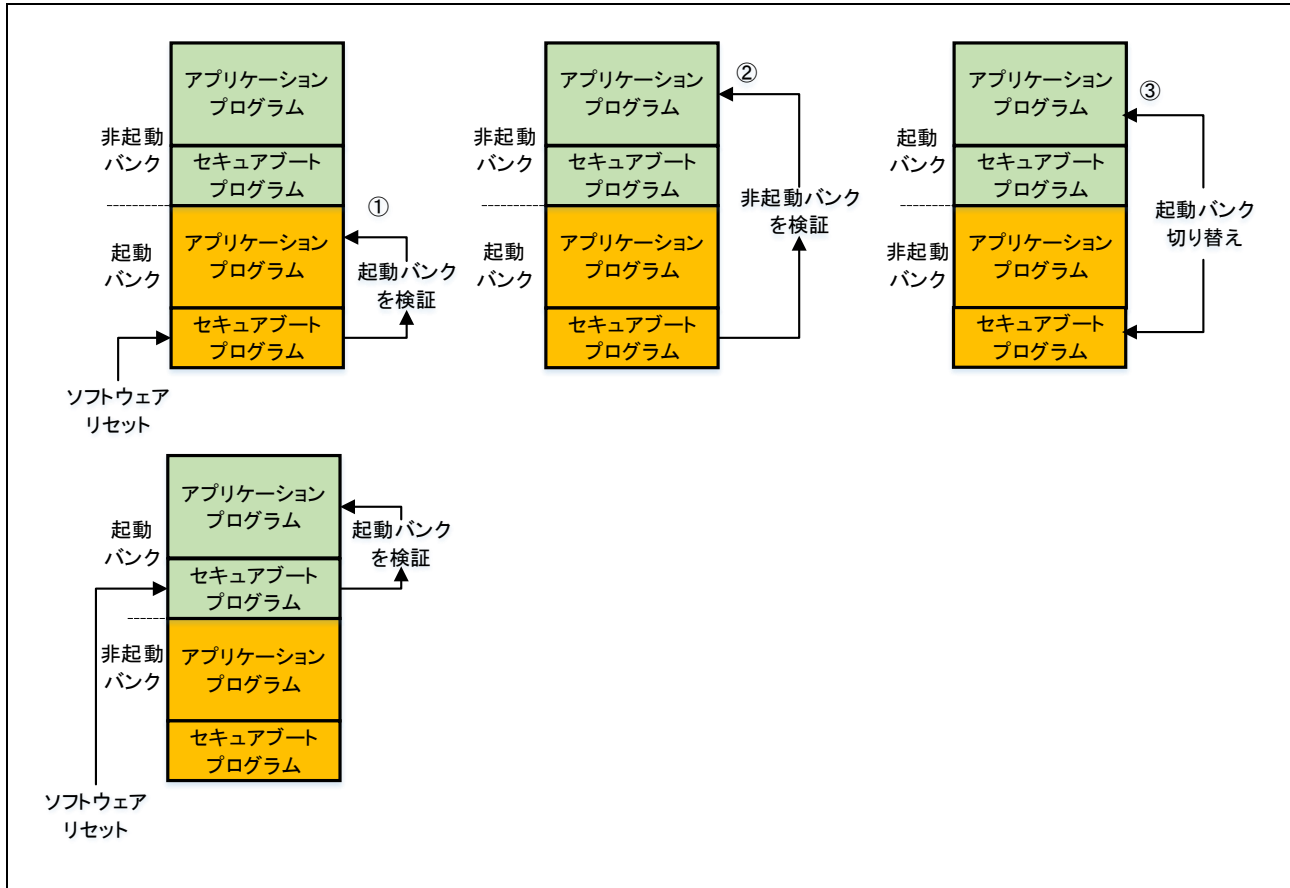 アプリケーション
プログラム
非起動
バンク
セキュアブート
プログラム
①
起動
バンク
アプリケーション
プログラム
起動バンク
を検証
セキュアブート
プログラム
ソフトウェア
リセット
アプリケーション
プログラム
②
非起動
バンク
セキュアブート
プログラム
非起動バンク
を検証
起動
バンク
アプリケーション
プログラム
セキュアブート
プログラム
アプリケーション
プログラム
③
起動
バンク
セキュアブート
プログラム
起動バンク
切り替え
非起動
バンク
アプリケーション
プログラム
セキュアブート
プログラム
アプリケーション
プログラム
起動
バンク
起動バンク
を検証
セキュアブート
プログラム
非起動
バンク
アプリケーション
プログラム
セキュアブート
プログラム
ソフトウェア
リセット